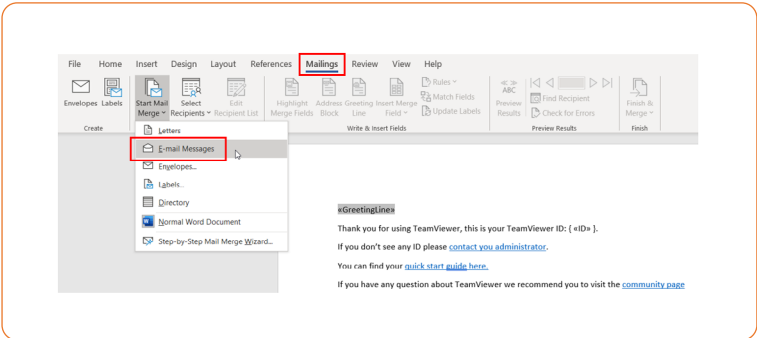 File Home Insert Design Layout References Mailings Review View Help
Envelopes Labels
Create
Start Mail Merge
Select Recipients
Edit Recipient List
Highlight Merge Fields
Address Block
Greeting Line
Insert Merge Field
Rules
Match Fields
Update Labels
Write & Insert Fields
ABC
Preview Results
Find Recipient
Check for Errors
Preview Results
Finish & Merge
Finish
Letters
E-mail Messages
Envelopes...
Labels...
Directory
Normal Word Document
Step-by-Step Mail Merge Wizard...
«GreetingLine»
Thank you for using TeamViewer, this is your TeamViewer ID: { «ID» }.
If you don't see any ID please contact you administrator.
You can find your quick start guide here.
If you have any question about TeamViewer we recommend you to visit the community page